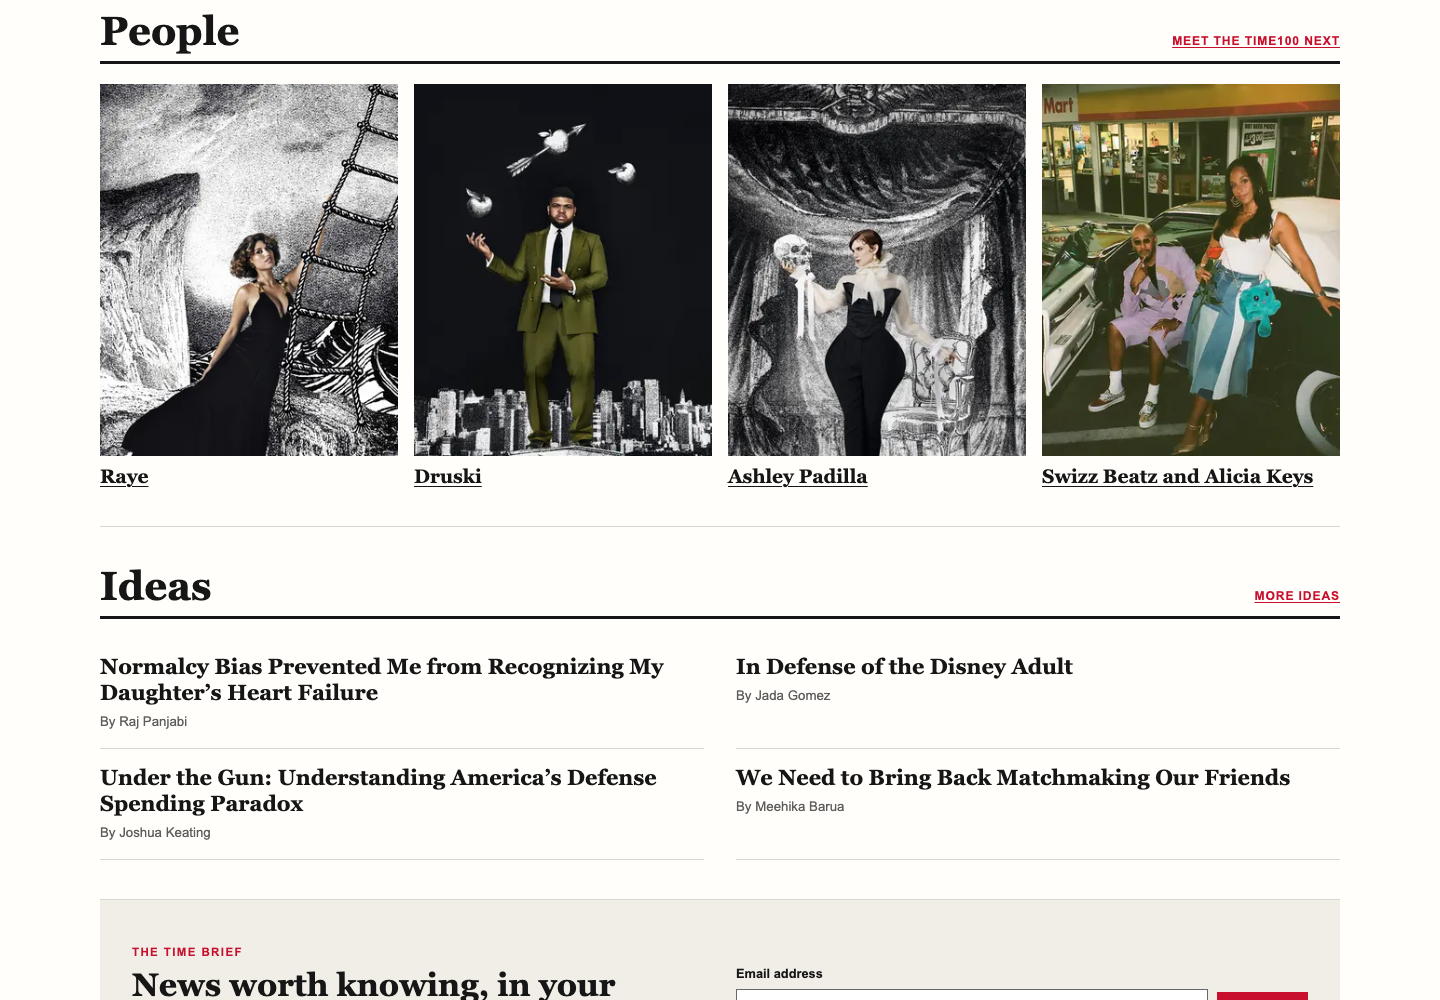 People
MEET THE TIME100 NEXT
Mart
Raye
Druski
Ashley Padilla
Swizz Beatz and Alicia Keys
Ideas
MORE IDEAS
Normalcy Bias Prevented Me from Recognizing My
Daughter’s Heart Failure
By Raj Panjabi
In Defense of the Disney Adult
By Jada Gomez
Under the Gun: Understanding America’s Defense
Spending Paradox
By Joshua Keating
We Need to Bring Back Matchmaking Our Friends
By Meehika Barua
THE TIME BRIEF
News worth knowing, in your
Email address